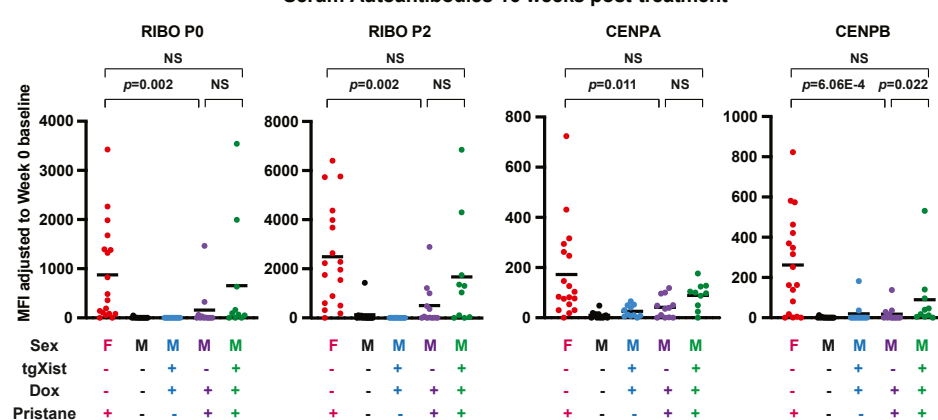 RIBO P0 RIBO P2 CENPA CENPB
NS NS NS NS
p=0.002 NS p=0.002 NS p=0.011 NS p=6.06E-4 p=0.022
MFI adjusted to Week 0 baseline
4000 8000 800 1000
3000 6000 600 800
2000 4000 400 600
1000 2000 200 400
0 0 0 200
0
Sex F M M M M F M M M M F M M M M F M M M M
tgXist - - + - + - - + - + - - + - + - - + - +
Dox - - + + + - - + + + - - + + + - - + + +
Pristane + - - + + + - - + + + - - + + + - - + +